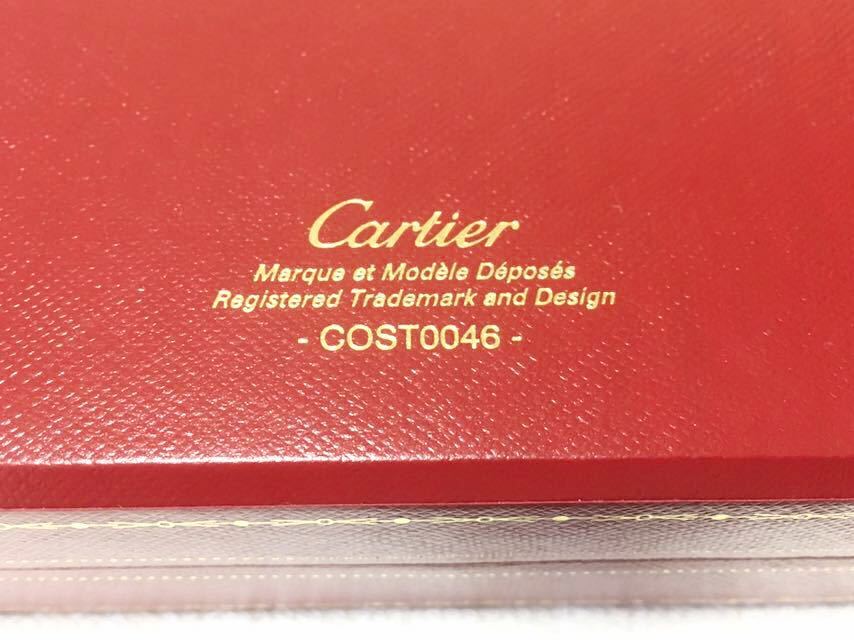 Cartier
Marque et Modèle Déposés
Registered Trademark and Design
- COST0046 -